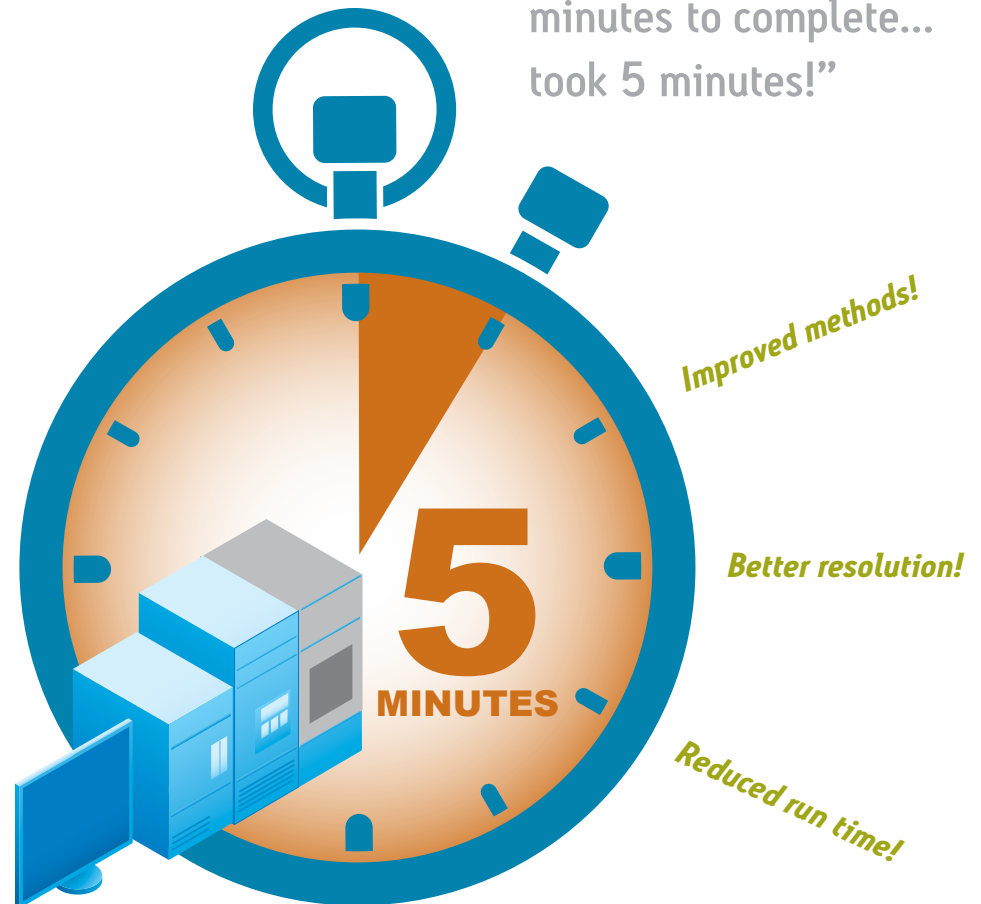 minutes to complete...
took 5 minutes!”
Improved methods!
5
MINUTES
Better resolution!
Reduced run time!